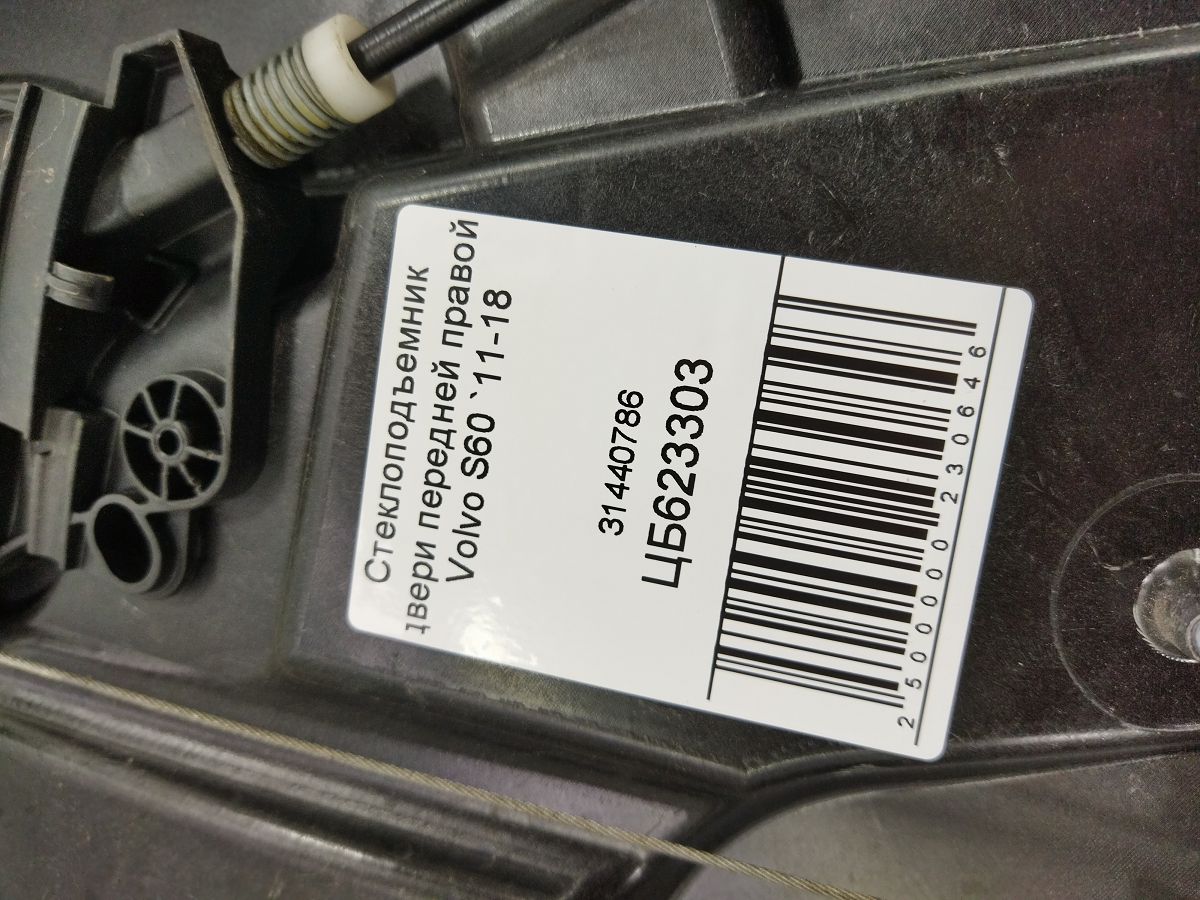 Стеклоподъемник
двери передней правой
Volvo S60 `11-18
31440786
ЦБ623303
2500000230646